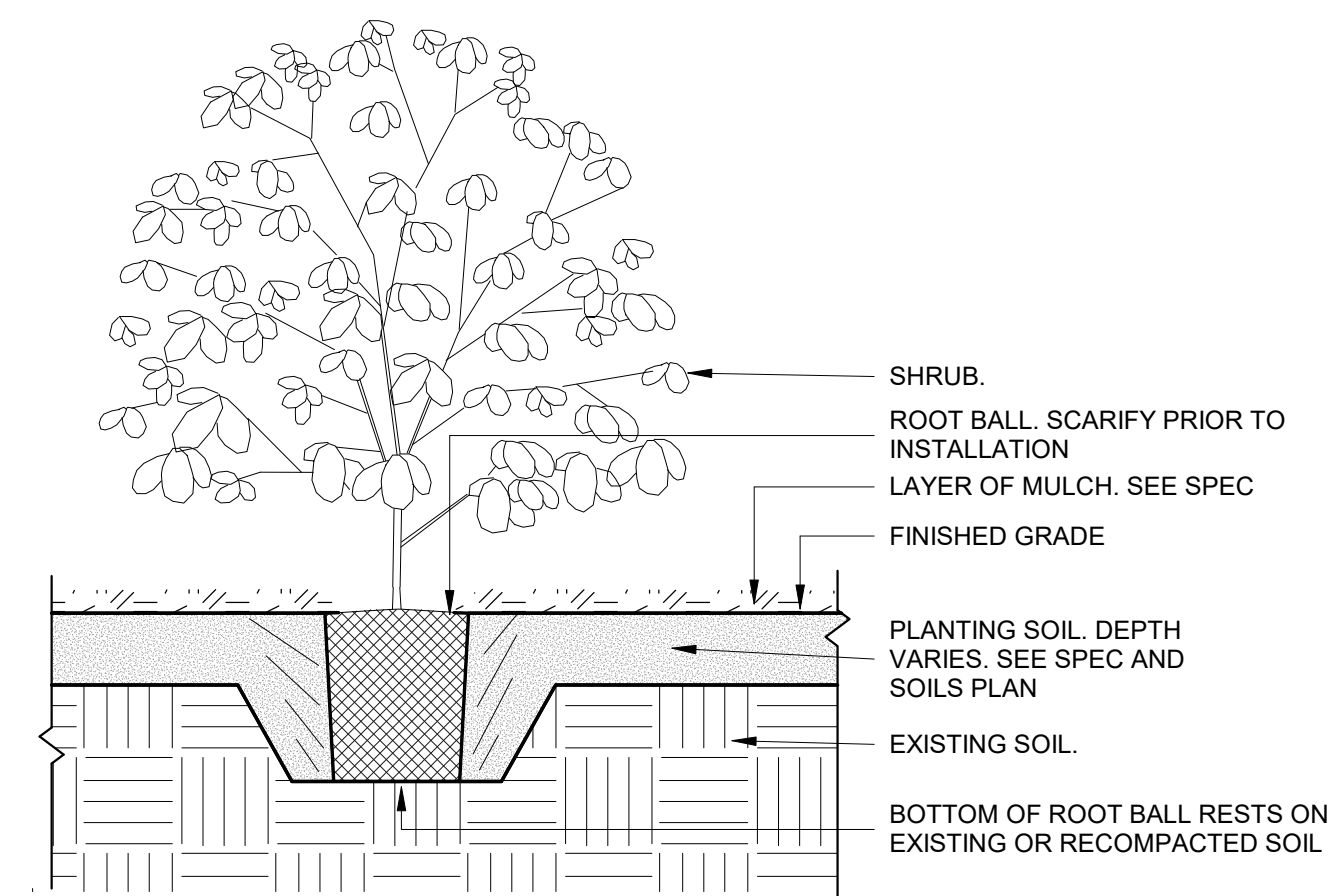 SHRUB.
ROOT BALL. SCARIFY PRIOR TO
INSTALLATION
LAYER OF MULCH. SEE SPEC
FINISHED GRADE
PLANTING SOIL. DEPTH
VARIES. SEE SPEC AND
SOILS PLAN
EXISTING SOIL.
BOTTOM OF ROOT BALL RESTS ON
EXISTING OR RECOMPACTED SOIL